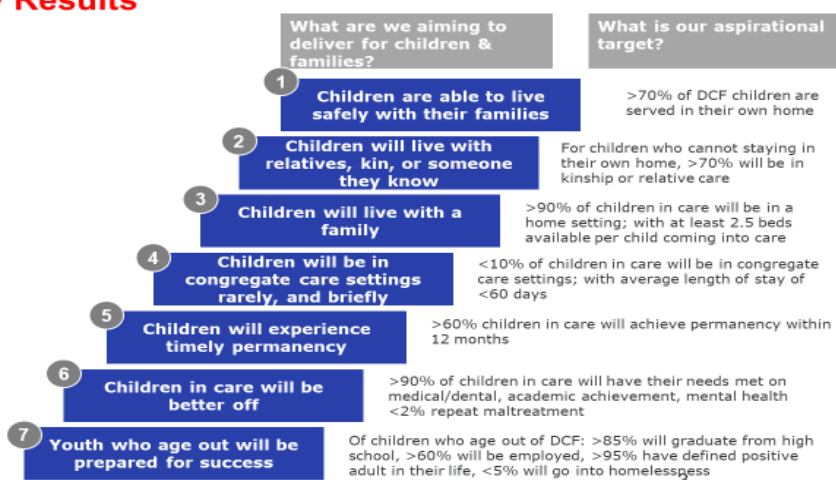 Results
What are we aiming to
deliver for children &
families?
What is our aspirational
target?
1
Children are able to live
safely with their families
>70% of DCF children are
served in their own home
2
Children will live with
relatives, kin, or someone
they know
For children who cannot staying in
their own home, >70% will be in
kinship or relative care
3
Children will live with a
family
>90% of children in care will be in a
home setting; with at least 2.5 beds
available per child coming into care
4
Children will be in
congregate care settings
rarely, and briefly
<10% of children in care will be in congregate
care settings; with average length of stay of
<60 days
5
Children will experience
timely permanency
>60% children in care will achieve permanency within
12 months
6
Children in care will be
better off
>90% of children in care will have their needs met on
medical/dental, academic achievement, mental health
<2% repeat maltreatment
7
Youth who age out will be
prepared for success
Of children who age out of DCF: >85% will graduate from high
school, >60% will be employed, >95% have defined positive
adult in their life, <5% will go into homelessness